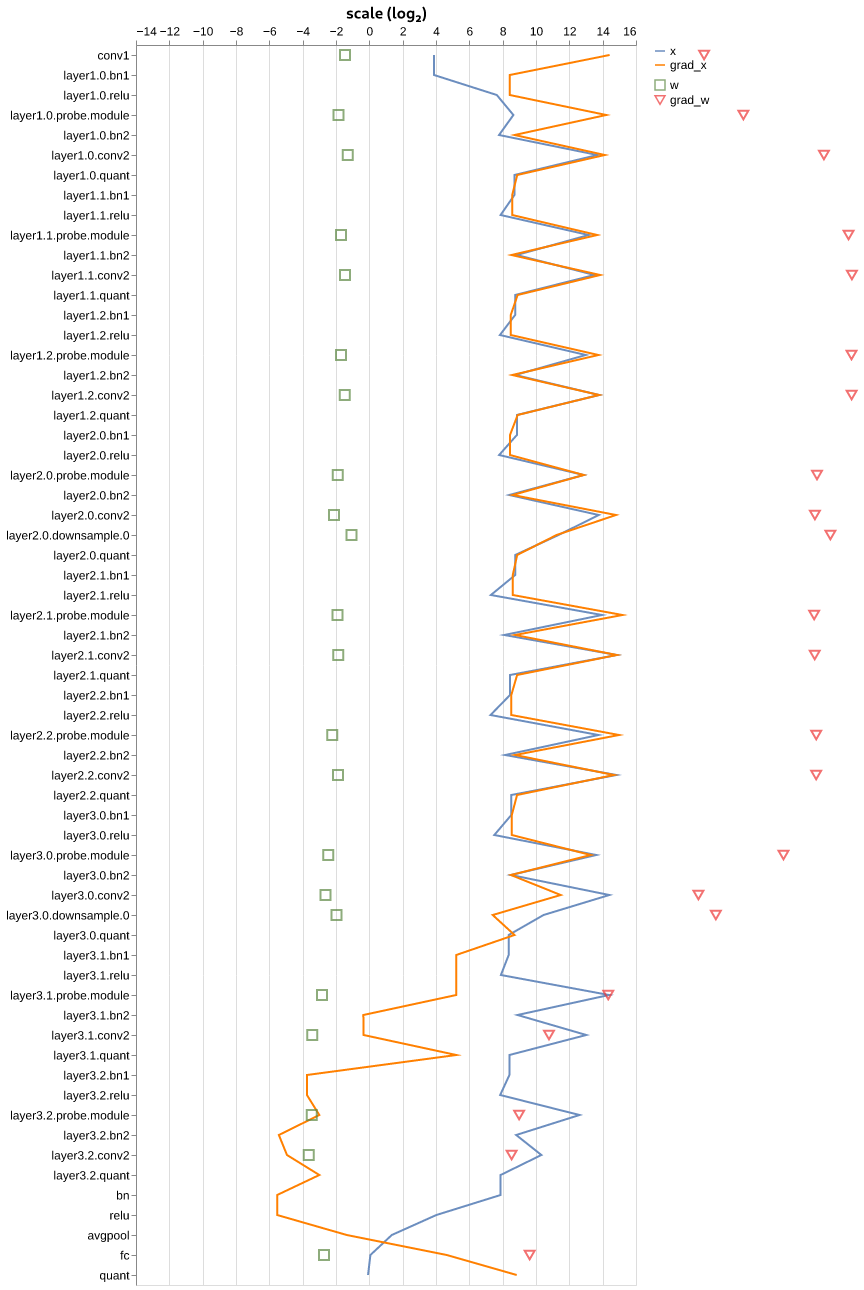 scale (log₂)
−14 −12 −10 −8 −6 −4 −2 0 2 4 6 8 10 12 14 16
x
grad_x
w
grad_w
conv1
layer1.0.bn1
layer1.0.relu
layer1.0.probe.module
layer1.0.bn2
layer1.0.conv2
layer1.0.quant
layer1.1.bn1
layer1.1.relu
layer1.1.probe.module
layer1.1.bn2
layer1.1.conv2
layer1.1.quant
layer1.2.bn1
layer1.2.relu
layer1.2.probe.module
layer1.2.bn2
layer1.2.conv2
layer1.2.quant
layer2.0.bn1
layer2.0.relu
layer2.0.probe.module
layer2.0.bn2
layer2.0.conv2
layer2.0.downsample.0
layer2.0.quant
layer2.1.bn1
layer2.1.relu
layer2.1.probe.module
layer2.1.bn2
layer2.1.conv2
layer2.1.quant
layer2.2.bn1
layer2.2.relu
layer2.2.probe.module
layer2.2.bn2
layer2.2.conv2
layer2.2.quant
layer3.0.bn1
layer3.0.relu
layer3.0.probe.module
layer3.0.bn2
layer3.0.conv2
layer3.0.downsample.0
layer3.0.quant
layer3.1.bn1
layer3.1.relu
layer3.1.probe.module
layer3.1.bn2
layer3.1.conv2
layer3.1.quant
layer3.2.bn1
layer3.2.relu
layer3.2.probe.module
layer3.2.bn2
layer3.2.conv2
layer3.2.quant
bn
relu
avgpool
fc
quant